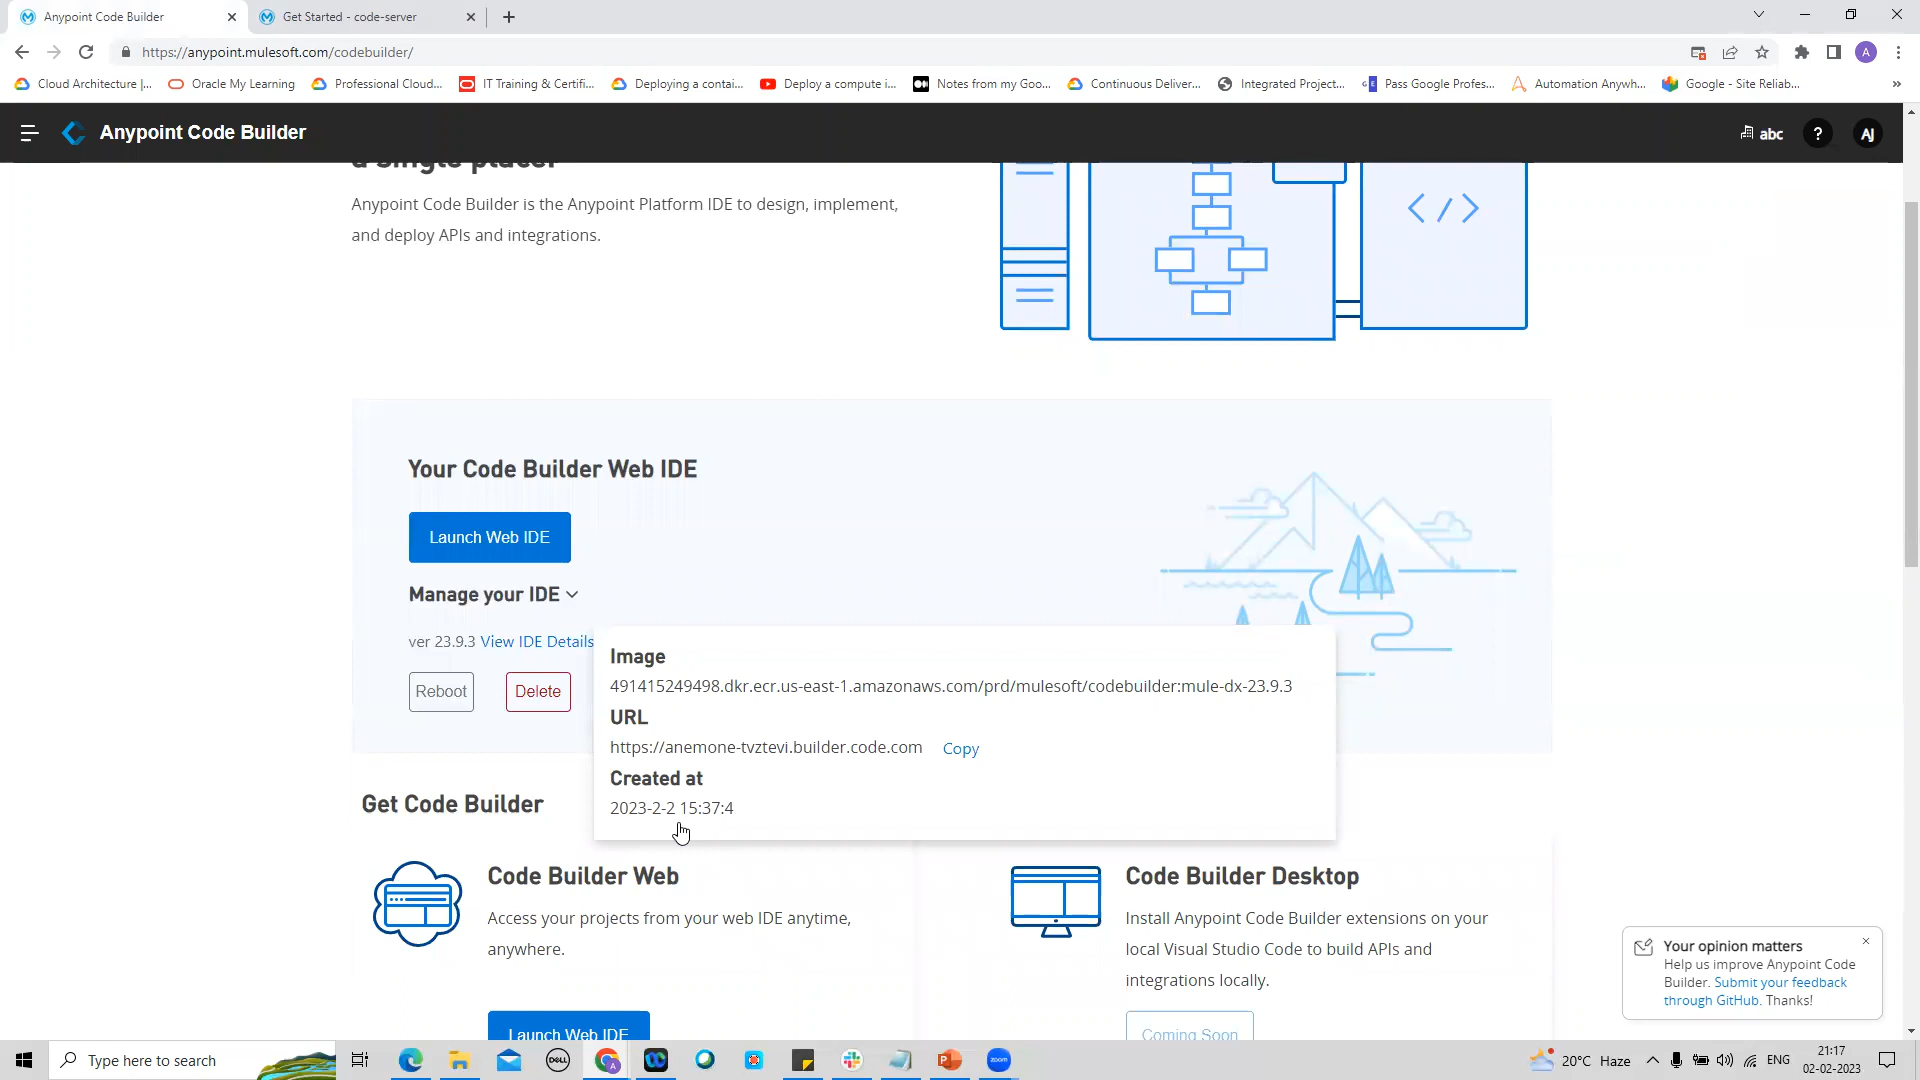 Anypoint Code Builder
Get Started - code-server
https://anypoint.mulesoft.com/codebuilder/
A
Cloud Architecture |...
Oracle My Learning
Professional Cloud...
IT Training & Certifi...
Deploying a contai...
Deploy a compute i...
Notes from my Goo...
Continuous Deliver...
Integrated Project...
Pass Google Profes...
Automation Anywh...
Google - Site Reliab...
»
Anypoint Code Builder
abc
?
AJ
a single place.
Anypoint Code Builder is the Anypoint Platform IDE to design, implement,
and deploy APIs and integrations.
Your Code Builder Web IDE
Launch Web IDE
Manage your IDE
ver 23.9.3 View IDE Details
Reboot
Delete
Image
491415249498.dkr.ecr.us-east-1.amazonaws.com/prd/mulesoft/codebuilder:mule-dx-23.9.3
URL
https://anemone-tvztevi.builder.code.com Copy
Created at
2023-2-2 15:37:4
Get Code Builder
Code Builder Web
Access your projects from your web IDE anytime,
anywhere.
Launch Web IDE
Code Builder Desktop
Install Anypoint Code Builder extensions on your
local Visual Studio Code to build APIs and
integrations locally.
Coming Soon
Your opinion matters
Help us improve Anypoint Code
Builder. Submit your feedback
through GitHub. Thanks!
Type here to search
DELL
A
zoom
20°C Haze
ENG
21:17
02-02-2023